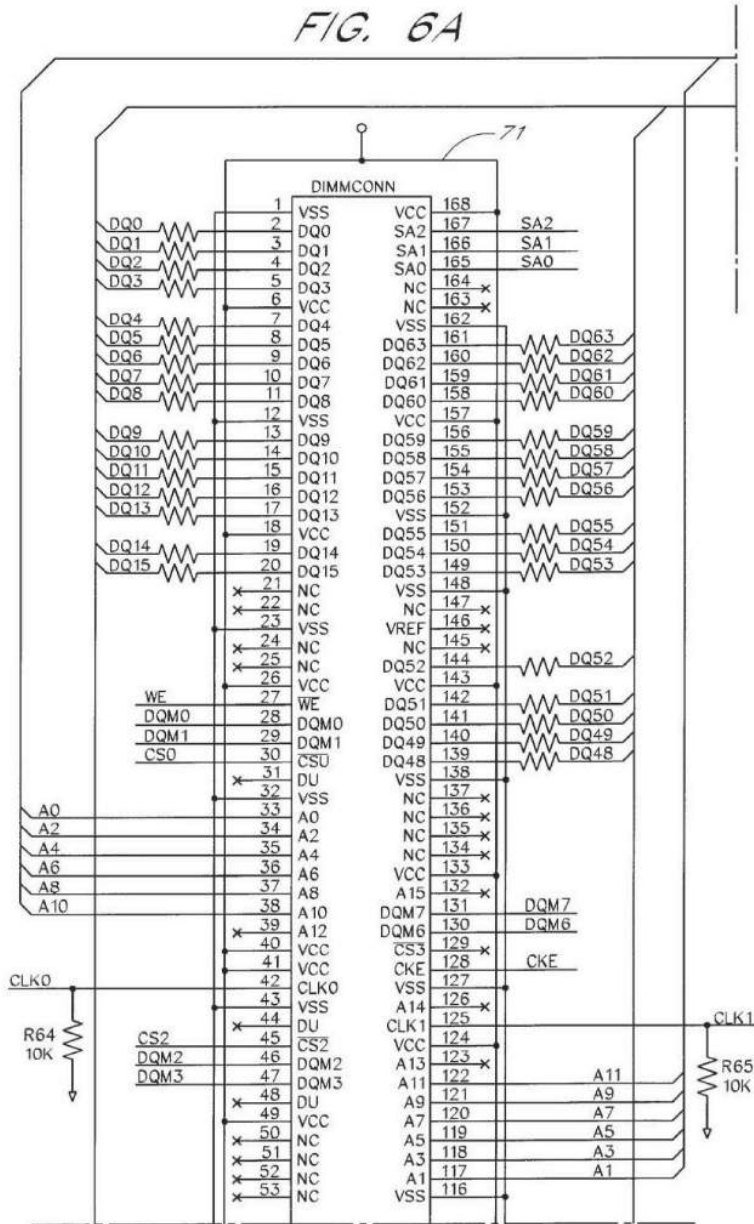 FIG. 6A
71
DIMMCONN
1 VSS VCC 168
DQ0 2 DQ0 SA2 167 SA2
DQ1 3 DQ1 SA1 166 SA1
DQ2 4 DQ2 SA0 165 SA0
DQ3 5 DQ3 NC 164
6 VCC NC 163
DQ4 7 DQ4 VSS 162
DQ5 8 DQ5 DQ63 161 DQ63
DQ6 9 DQ6 DQ62 160 DQ62
DQ7 10 DQ7 DQ61 159 DQ61
DQ8 11 DQ8 DQ60 158 DQ60
12 VSS VCC 157
DQ9 13 DQ9 DQ59 156 DQ59
DQ10 14 DQ10 DQ58 155 DQ58
DQ11 15 DQ11 DQ57 154 DQ57
DQ12 16 DQ12 DQ56 153 DQ56
DQ13 17 DQ13 VSS 152
18 VCC DQ55 151 DQ55
DQ14 19 DQ14 DQ54 150 DQ54
DQ15 20 DQ15 DQ53 149 DQ53
21 NC VSS 148
22 NC NC 147
23 VSS VREF 146
24 NC NC 145
25 NC DQ52 144 DQ52
26 VCC VCC 143
WE 27 WE DQ51 142 DQ51
DQM0 28 DQM0 DQ50 141 DQ50
DQM1 29 DQM1 DQ49 140 DQ49
CS0 30 CSU DQ48 139 DQ48
31 DU VSS 138
32 VSS NC 137
A0 33 A0 NC 136
A2 34 A2 NC 135
A4 35 A4 NC 134
A6 36 A6 VCC 133
A8 37 A8 A15 132
A10 38 A10 DQM7 131 DQM7
39 A12 DQM6 130 DQM6
40 VCC CS3 129
41 VCC CKE 128 CKE
CLK0 42 CLK0 VSS 127
43 VSS A14 126
44 DU CLK1 125 CLK1
CS2 45 CS2 VCC 124
DQM2 46 DQM2 A13 123
DQM3 47 DQM3 A11 122 A11
48 DU A9 121 A9
49 VCC A7 120 A7
50 NC A5 119 A5
51 NC A3 118 A3
52 NC A1 117 A1
53 NC VSS 116
R64
10K
R65
10K